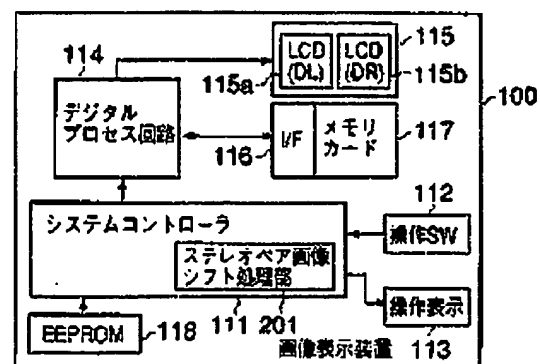 114
デジタル
プロセス回路
LCD
(DL)
LCD
(DR)
115
115a
115b
100
I/F
メモリ
カード
116
117
システムコントローラ
ステレオペア画像
シフト処理部
112
操作SW
操作表示
113
EEPROM
118
111
201
画像表示装置